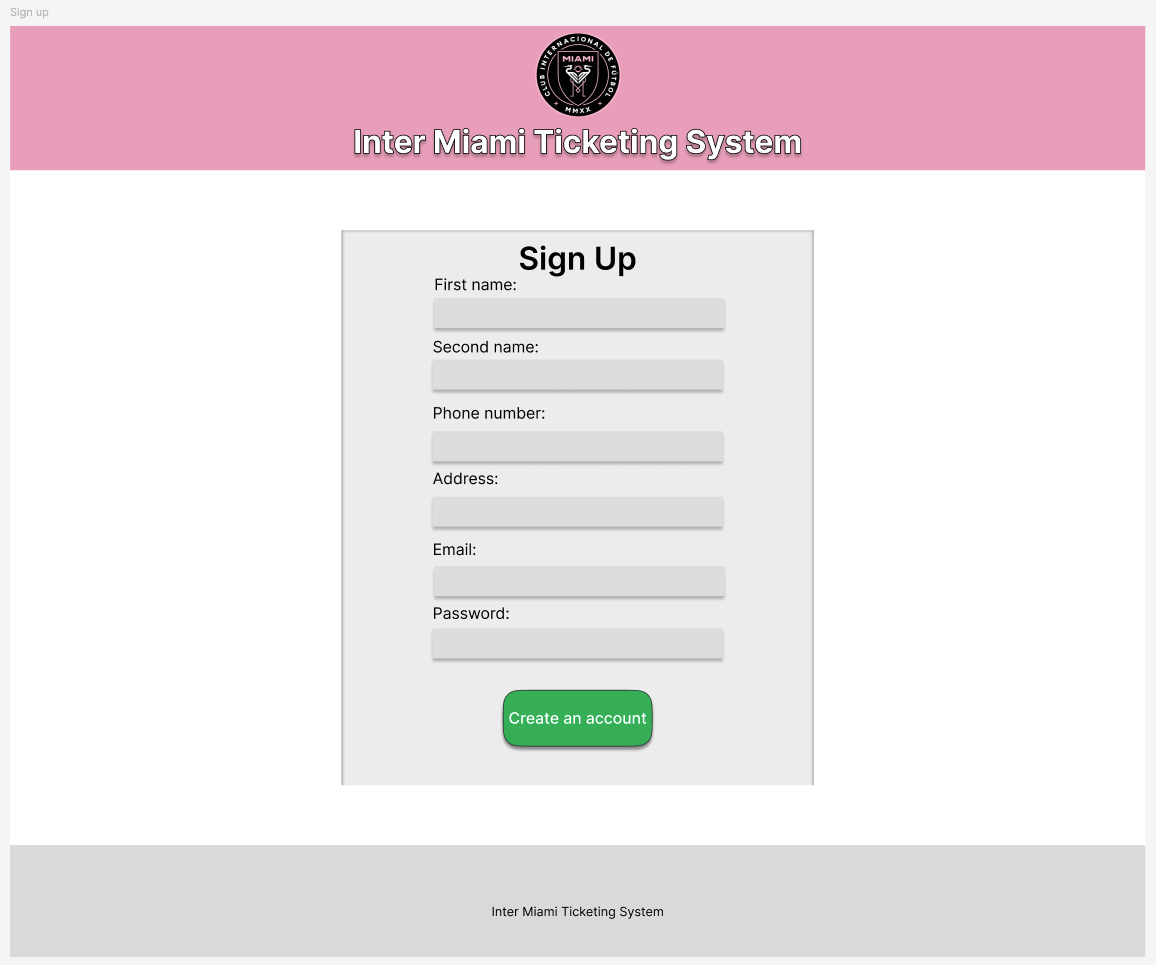 Sign up
CLUB INTERNACIONAL DE FÚTBOL
MIAMI
MMXX
Inter Miami Ticketing System
Sign Up
First name:
Second name:
Phone number:
Address:
Email:
Password:
Create an account
Inter Miami Ticketing System